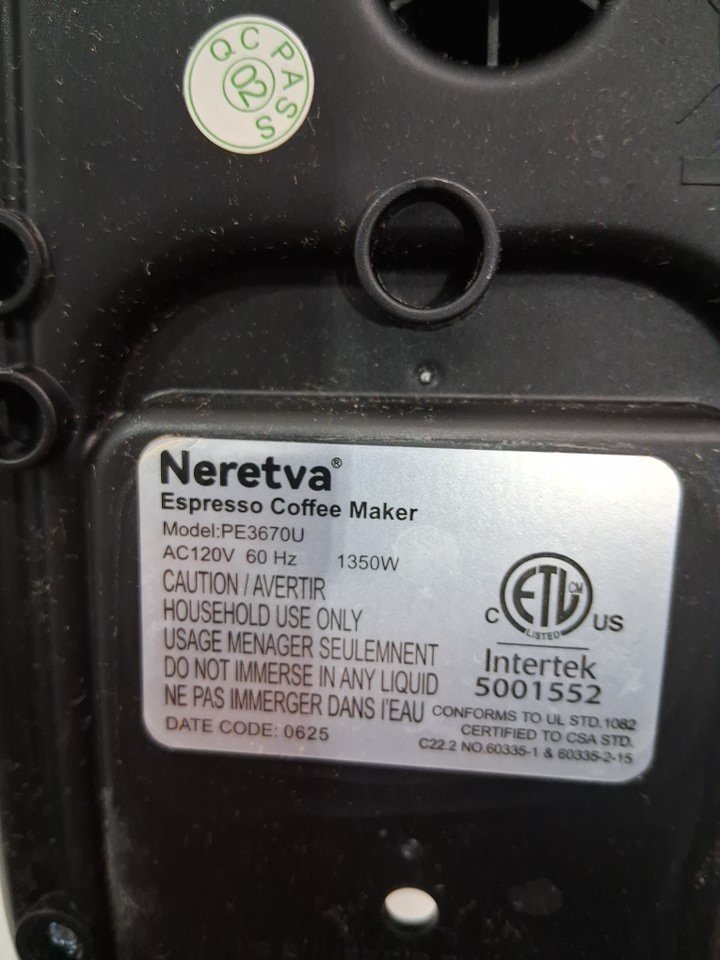 QC PASS
02
Neretva®
Espresso Coffee Maker
Model:PE3670U
AC120V 60 Hz 1350W
CAUTION / AVERTIR
HOUSEHOLD USE ONLY
USAGE MENAGER SEULEMNENT
DO NOT IMMERSE IN ANY LIQUID
NE PAS IMMERGER DANS I'EAU
DATE CODE: 0625
ETL CM
C US
LISTED
Intertek
5001552
CONFORMS TO UL STD.1082
CERTIFIED TO CSA STD.
C22.2 NO.60335-1 & 60335-2-15